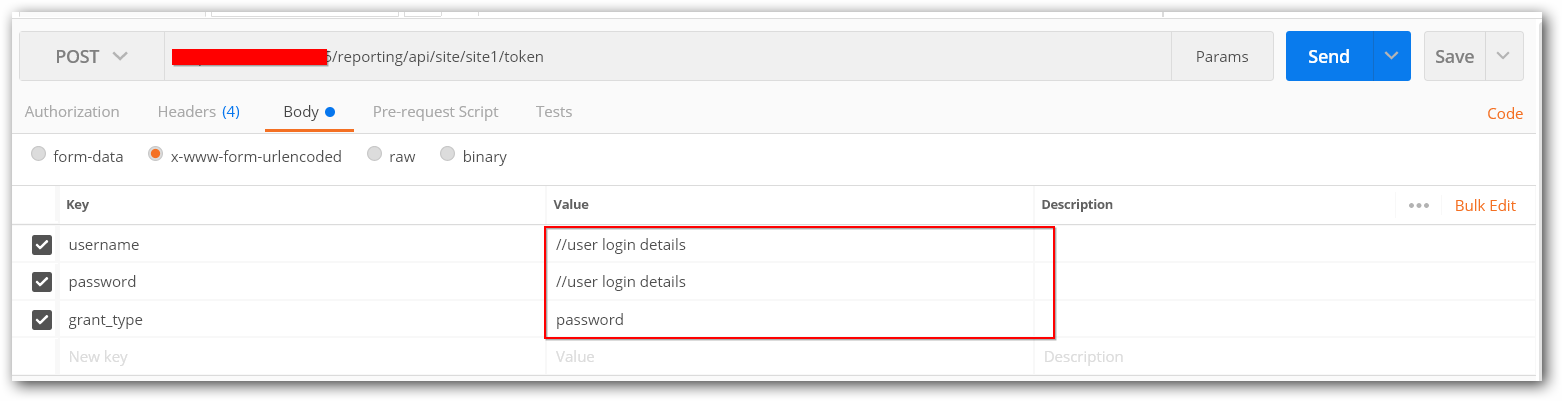 POST /reporting/api/site/site1/token Params Send Save
Authorization Headers (4) Body Pre-request Script Tests Code
form-data x-www-form-urlencoded raw binary
Key Value Description ••• Bulk Edit
username //user login details
password //user login details
grant_type password
New key Value Description